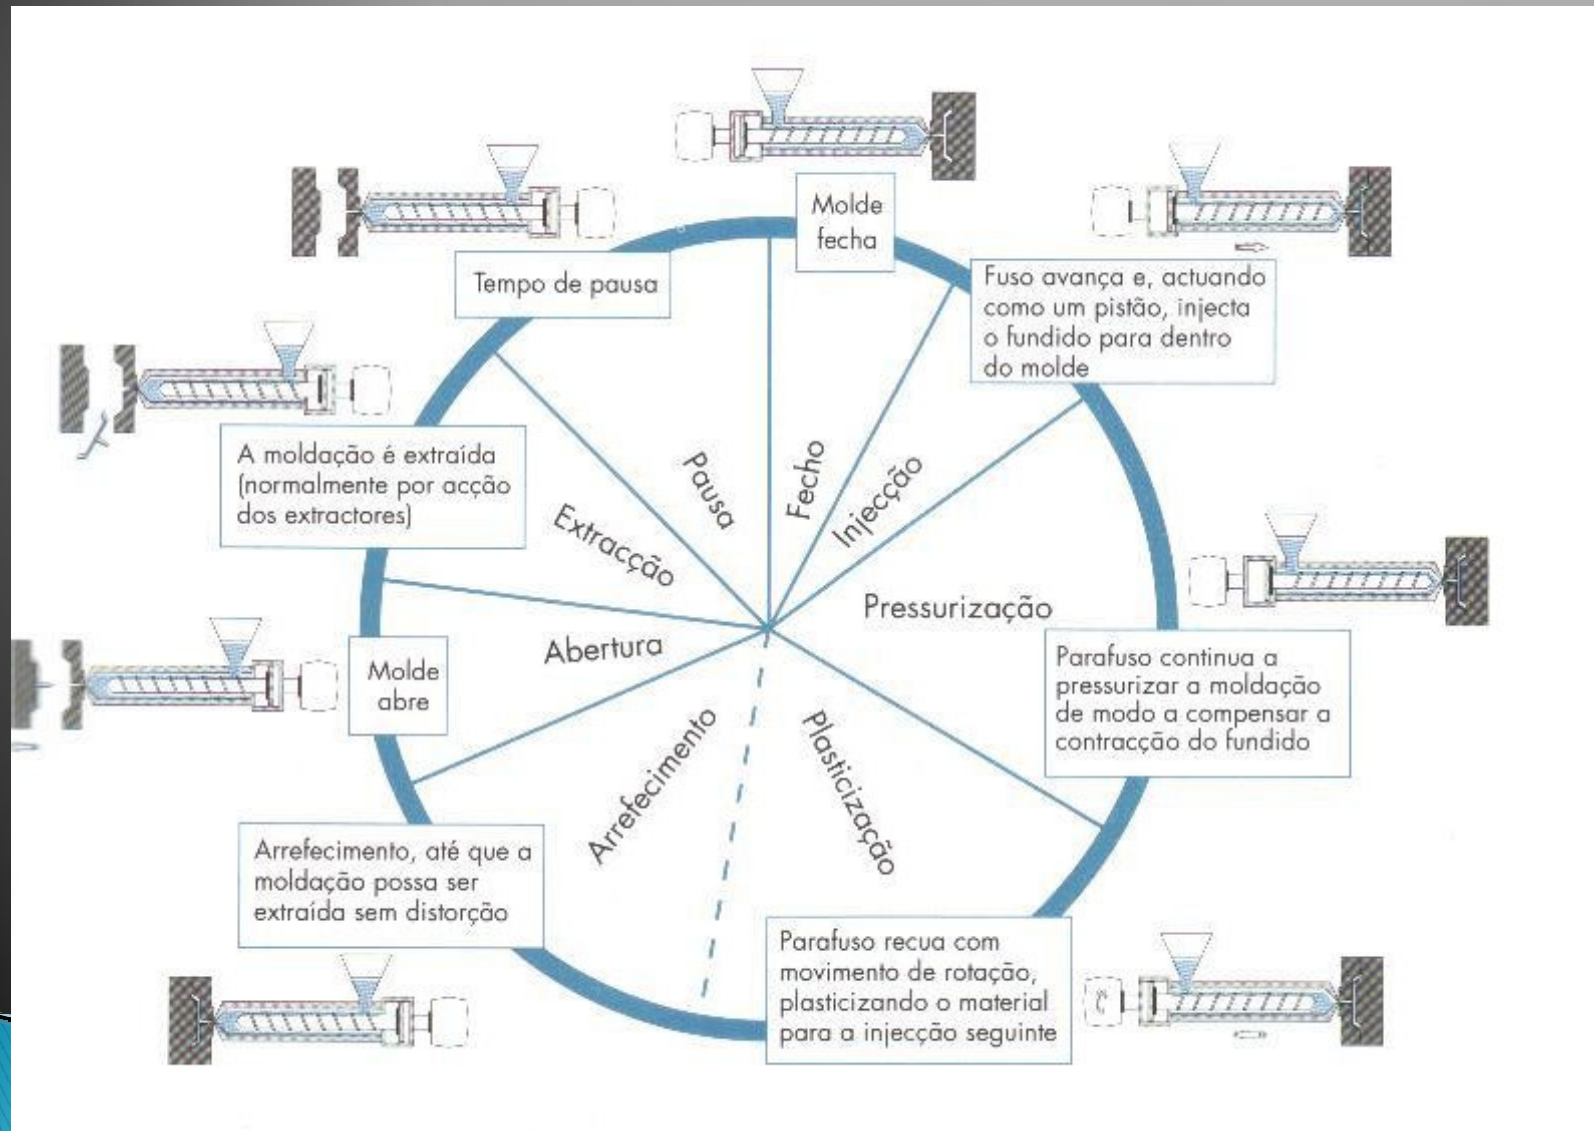 Molde
fecha
Fuso avança e, actuando
como um pistão, injecta
o fundido para dentro
do molde
Parafuso continua a
pressurizar a moldação
de modo a compensar a
contracção do fundido
Parafuso recua com
movimento de rotação,
plasticizando o material
para a injecção seguinte
Arrefecimento, até que a
moldação possa ser
extraída sem distorção
Molde
abre
A moldação é extraída
(normalmente por acção
dos extractores)
Tempo de pausa
Fecho
Injecção
Pressurização
Plasticização
Arrefecimento
Abertura
Extracção
Pausa